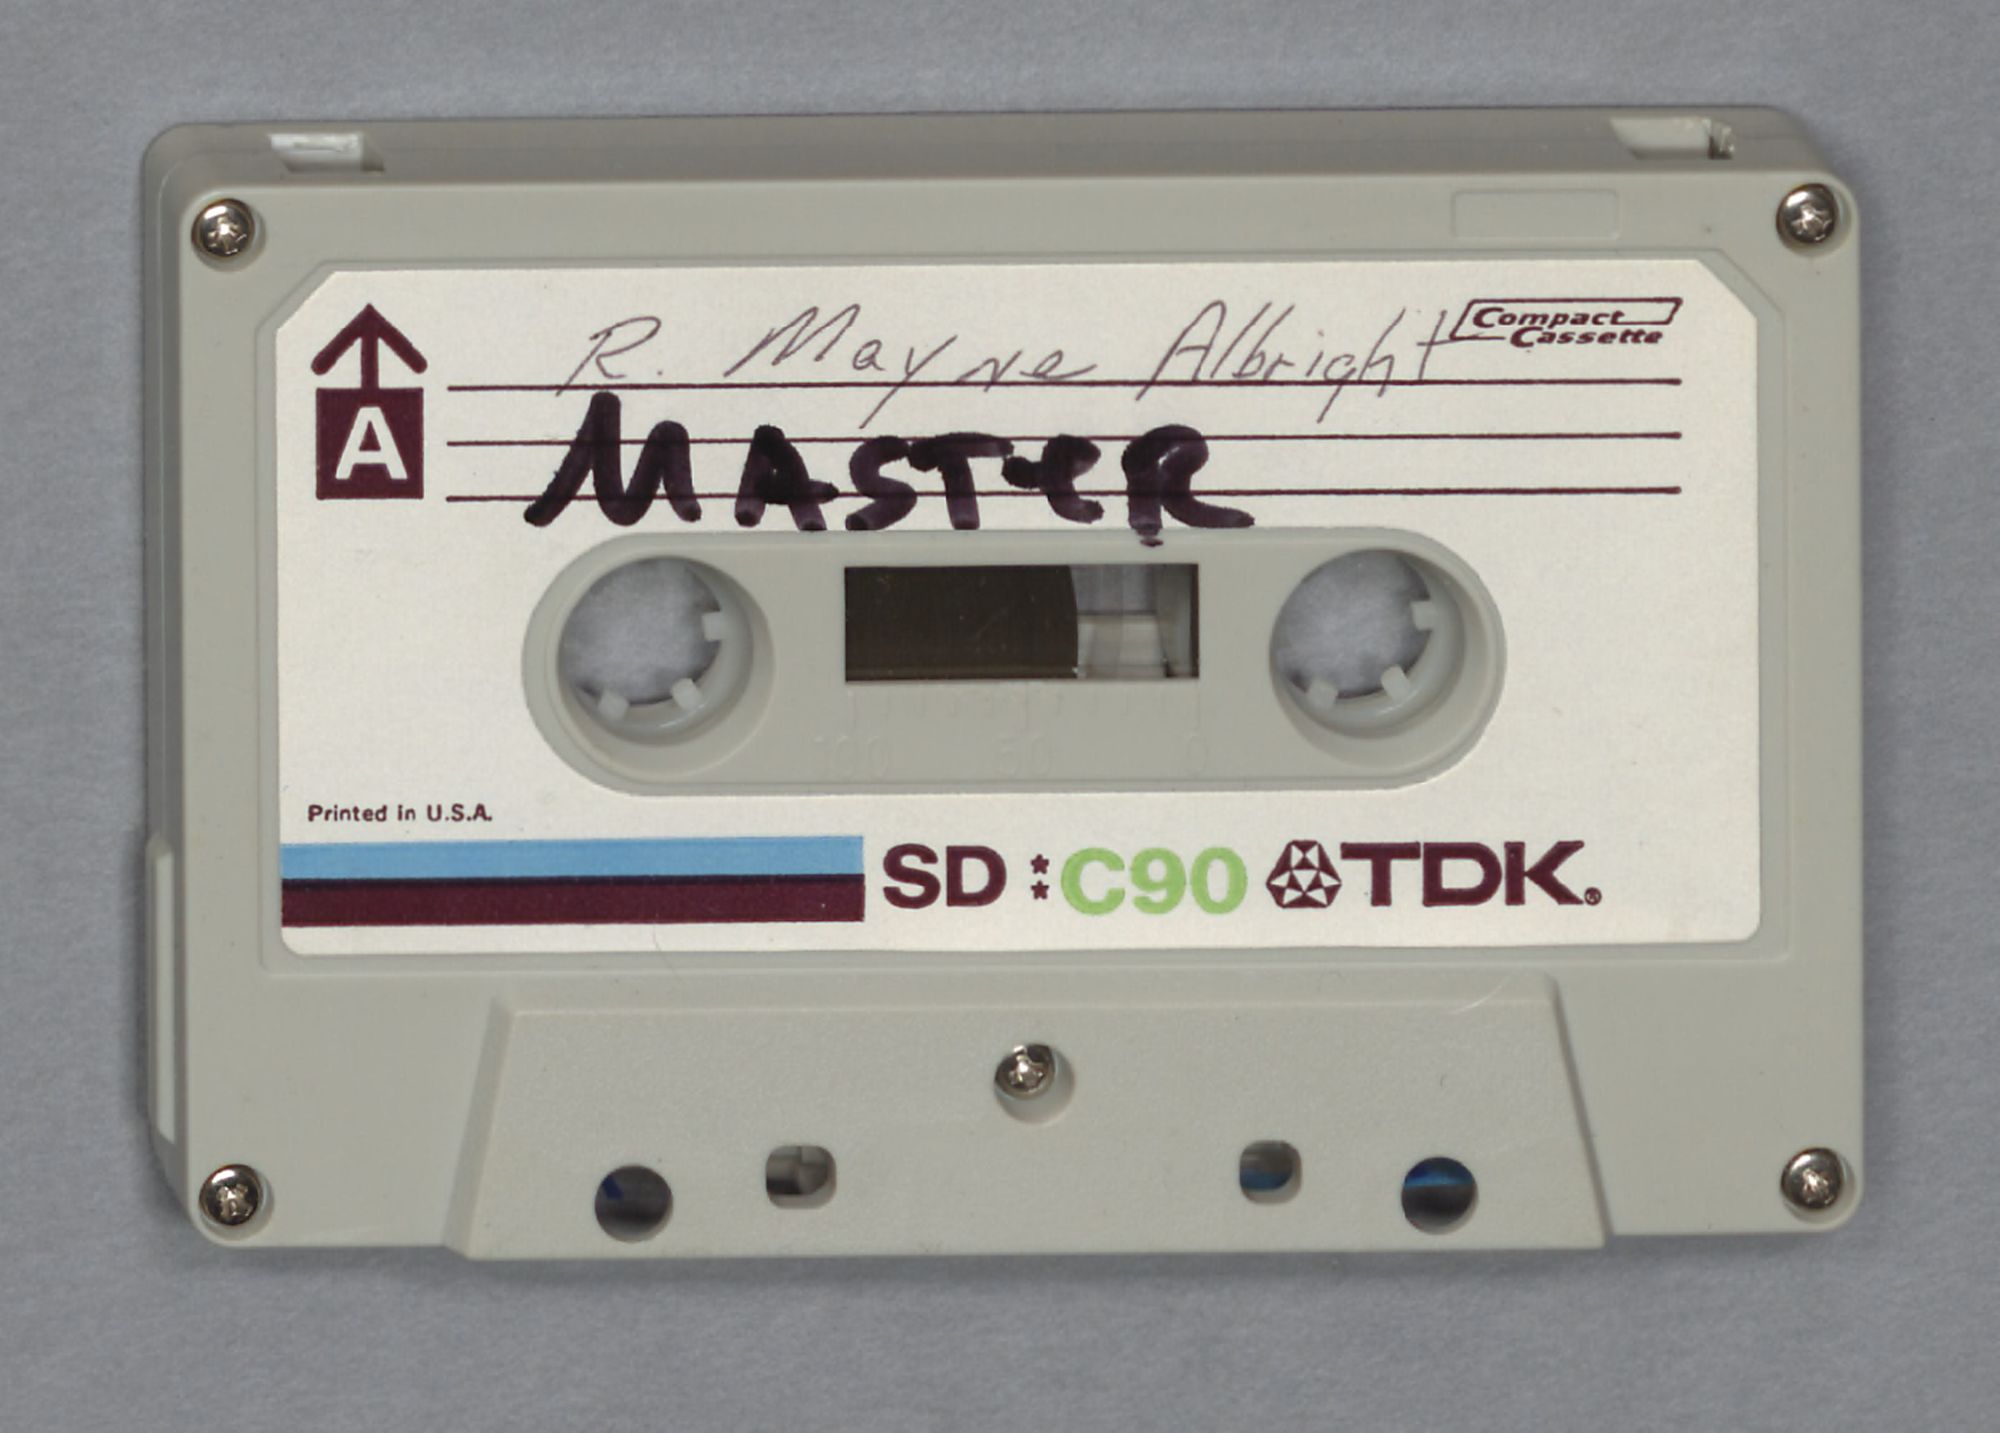 R. Mayne Albright
Compact
Cassette
MASTER
A
100 50 0
Printed in U.S.A.
SD C90 TDK®